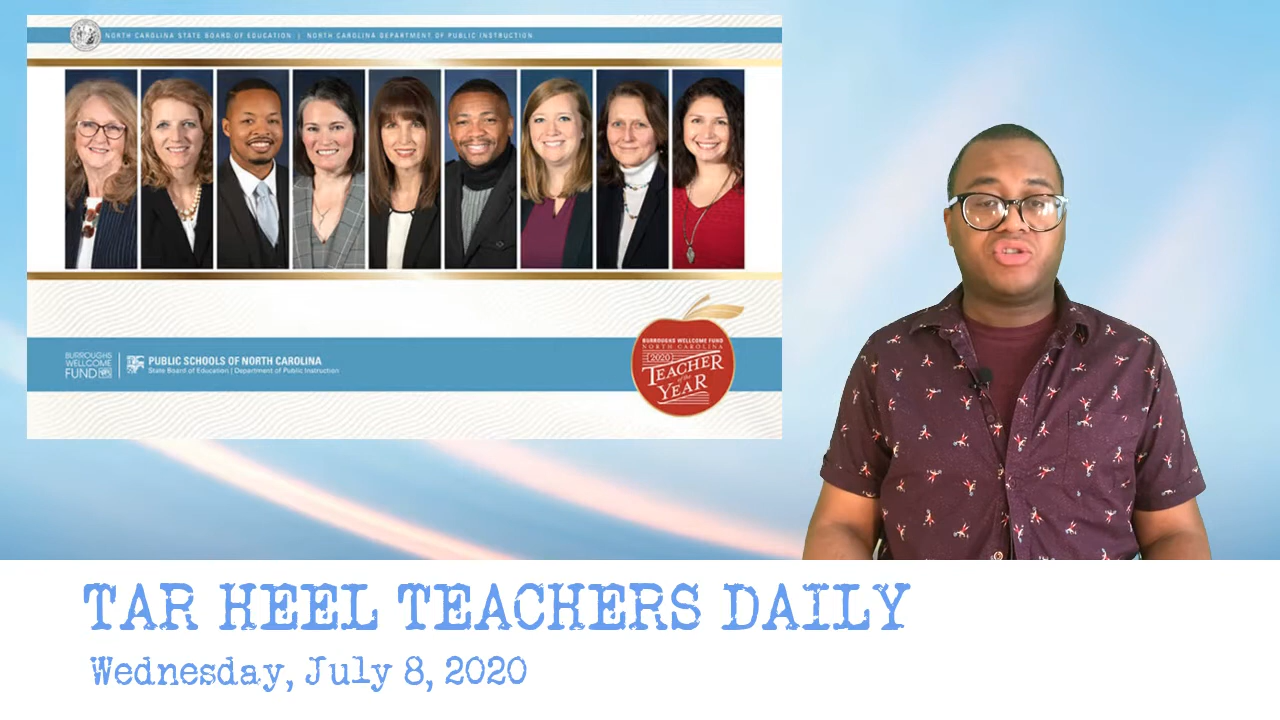 NORTH CAROLINA STATE BOARD OF EDUCATION | NORTH CAROLINA DEPARTMENT OF PUBLIC INSTRUCTION
BURROUGHS
WELLCOME
FUND
PUBLIC SCHOOLS OF NORTH CAROLINA
State Board of Education | Department of Public Instruction
BURROUGHS WELLCOME FUND
NORTH CAROLINA
2020
TEACHER
of the
YEAR
TAR HEEL TEACHERS DAILY
Wednesday, July 8, 2020